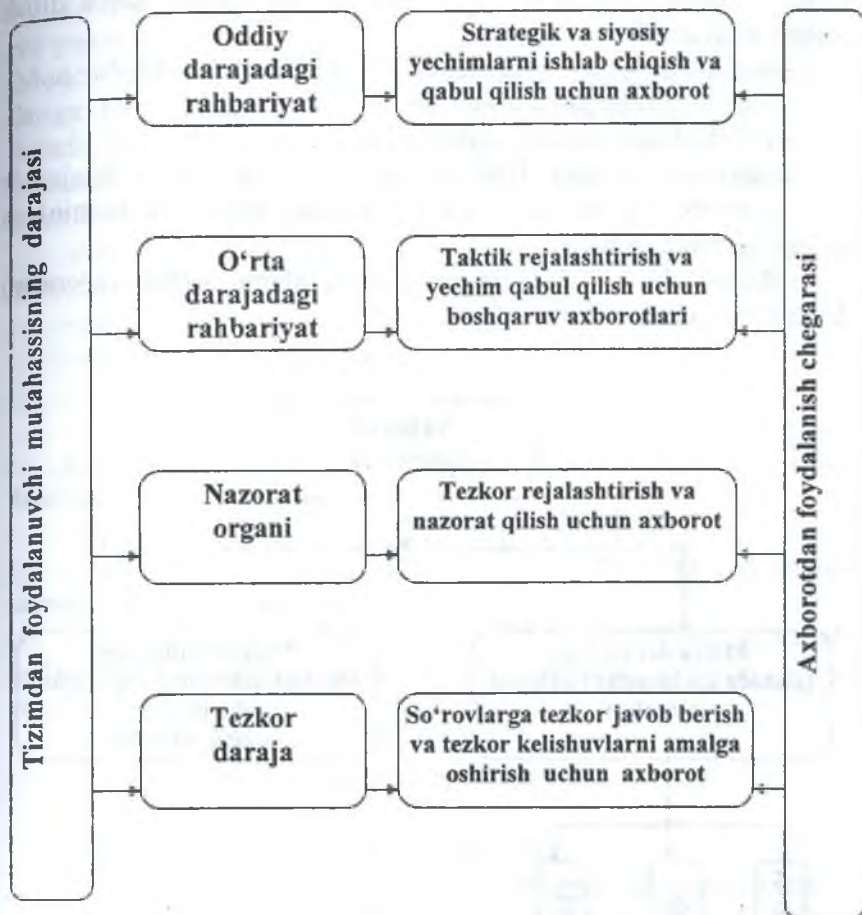 Tizimdan foydalanuvchi mutahassisning darajasi
Oddiy
darajadagi
rahbariyat
Strategik va siyosiy
yechimlarni ishlab chiqish va
qabul qilish uchun axborot
O‘rta
darajadagi
rahbariyat
Taktik rejalashtirish va
yechim qabul qilish uchun
boshqaruv axborotlari
Nazorat
organi
Tezkor rejalashtirish va
nazorat qilish uchun axborot
Tezkor
daraja
So‘rovlarga tezkor javob berish
va tezkor kelishuvlarni amalga
oshirish uchun axborot
Axborotdan foydalanish chegarasi